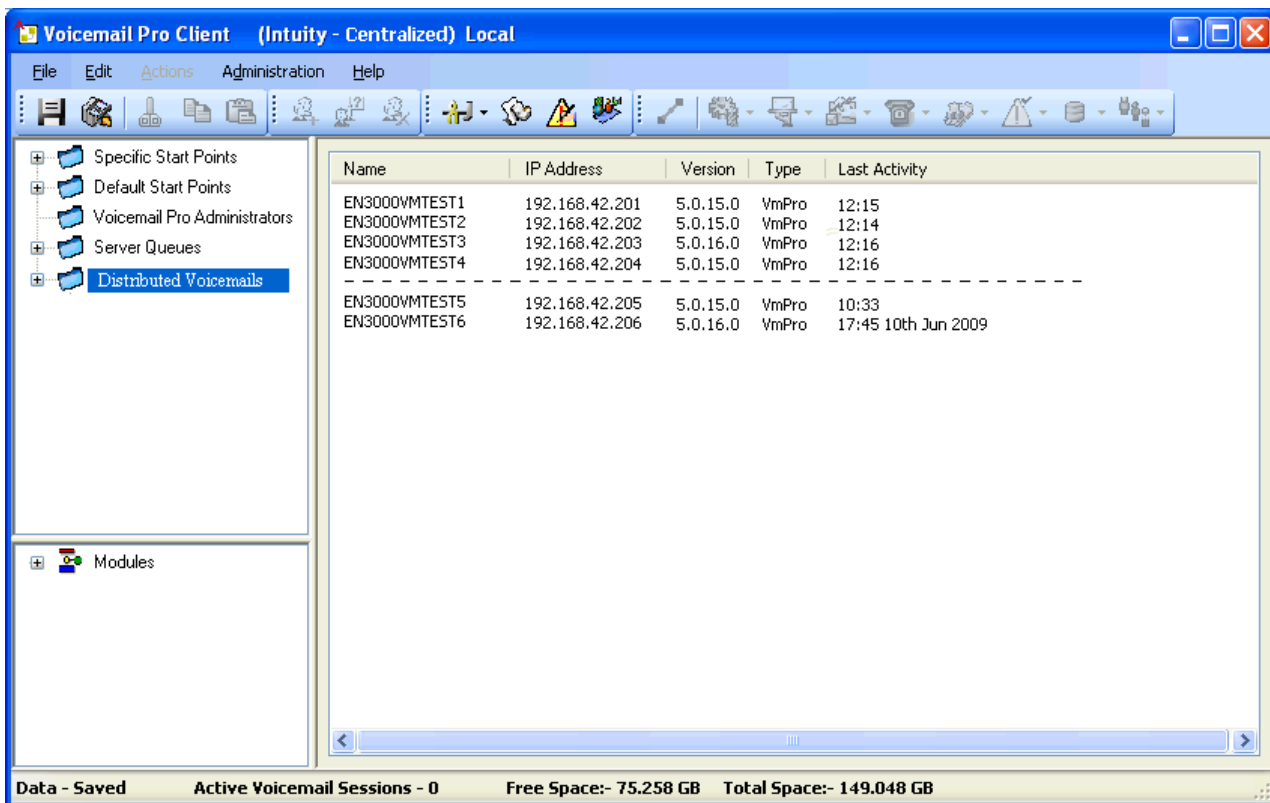 Voicemail Pro Client (Intuity - Centralized) Local
File Edit Actions Administration Help
Specific Start Points
Default Start Points
Voicemail Pro Administrators
Server Queues
Distributed Voicemails
Modules
Name IP Address Version Type Last Activity
EN3000VMTEST1 192.168.42.201 5.0.15.0 VmPro 12:15
EN3000VMTEST2 192.168.42.202 5.0.15.0 VmPro 12:14
EN3000VMTEST3 192.168.42.203 5.0.16.0 VmPro 12:16
EN3000VMTEST4 192.168.42.204 5.0.15.0 VmPro 12:16
EN3000VMTEST5 192.168.42.205 5.0.15.0 VmPro 10:33
EN3000VMTEST6 192.168.42.206 5.0.16.0 VmPro 17:45 10th Jun 2009
Data - Saved Active Voicemail Sessions - 0 Free Space:- 75.258 GB Total Space:- 149.048 GB